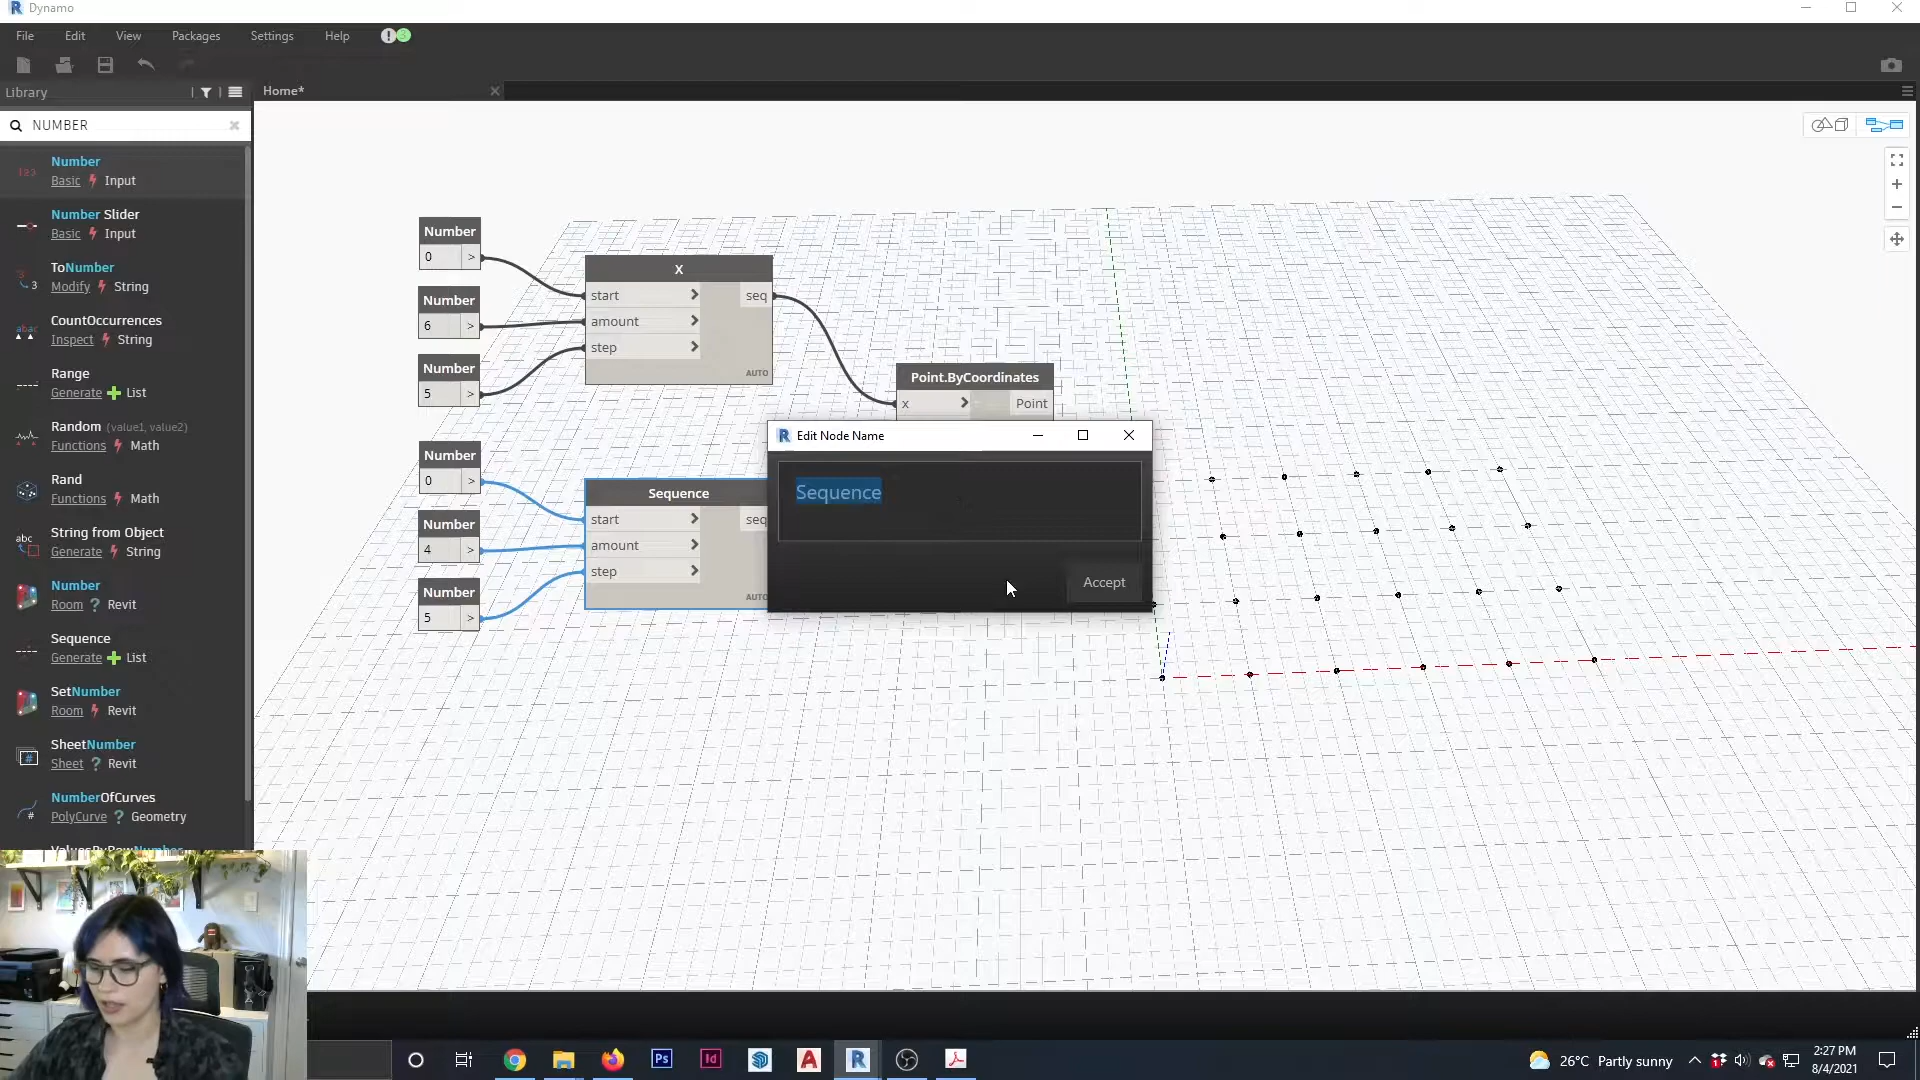 Dynamo
File Edit View Packages Settings Help
Library
Home*
NUMBER
Number
Basic Input
Number Slider
Basic Input
ToNumber
Modify String
CountOccurrences
Inspect String
Range
Generate List
Random (value1, value2)
Functions Math
Rand
Functions Math
String from Object
Generate String
Number
Room ? Revit
Sequence
Generate List
SetNumber
Room Revit
SheetNumber
Sheet ? Revit
NumberOfCurves
PolyCurve ? Geometry
Number
0 >
Number
6 >
Number
5 >
X
start >
amount >
step >
seq
AUTO
Point.ByCoordinates
x >
Point
Number
0 >
Number
4 >
Number
5 >
Sequence
start >
amount >
step >
seq
AUTO
Edit Node Name
Sequence
Accept
26°C Partly sunny
2:27 PM
8/4/2021